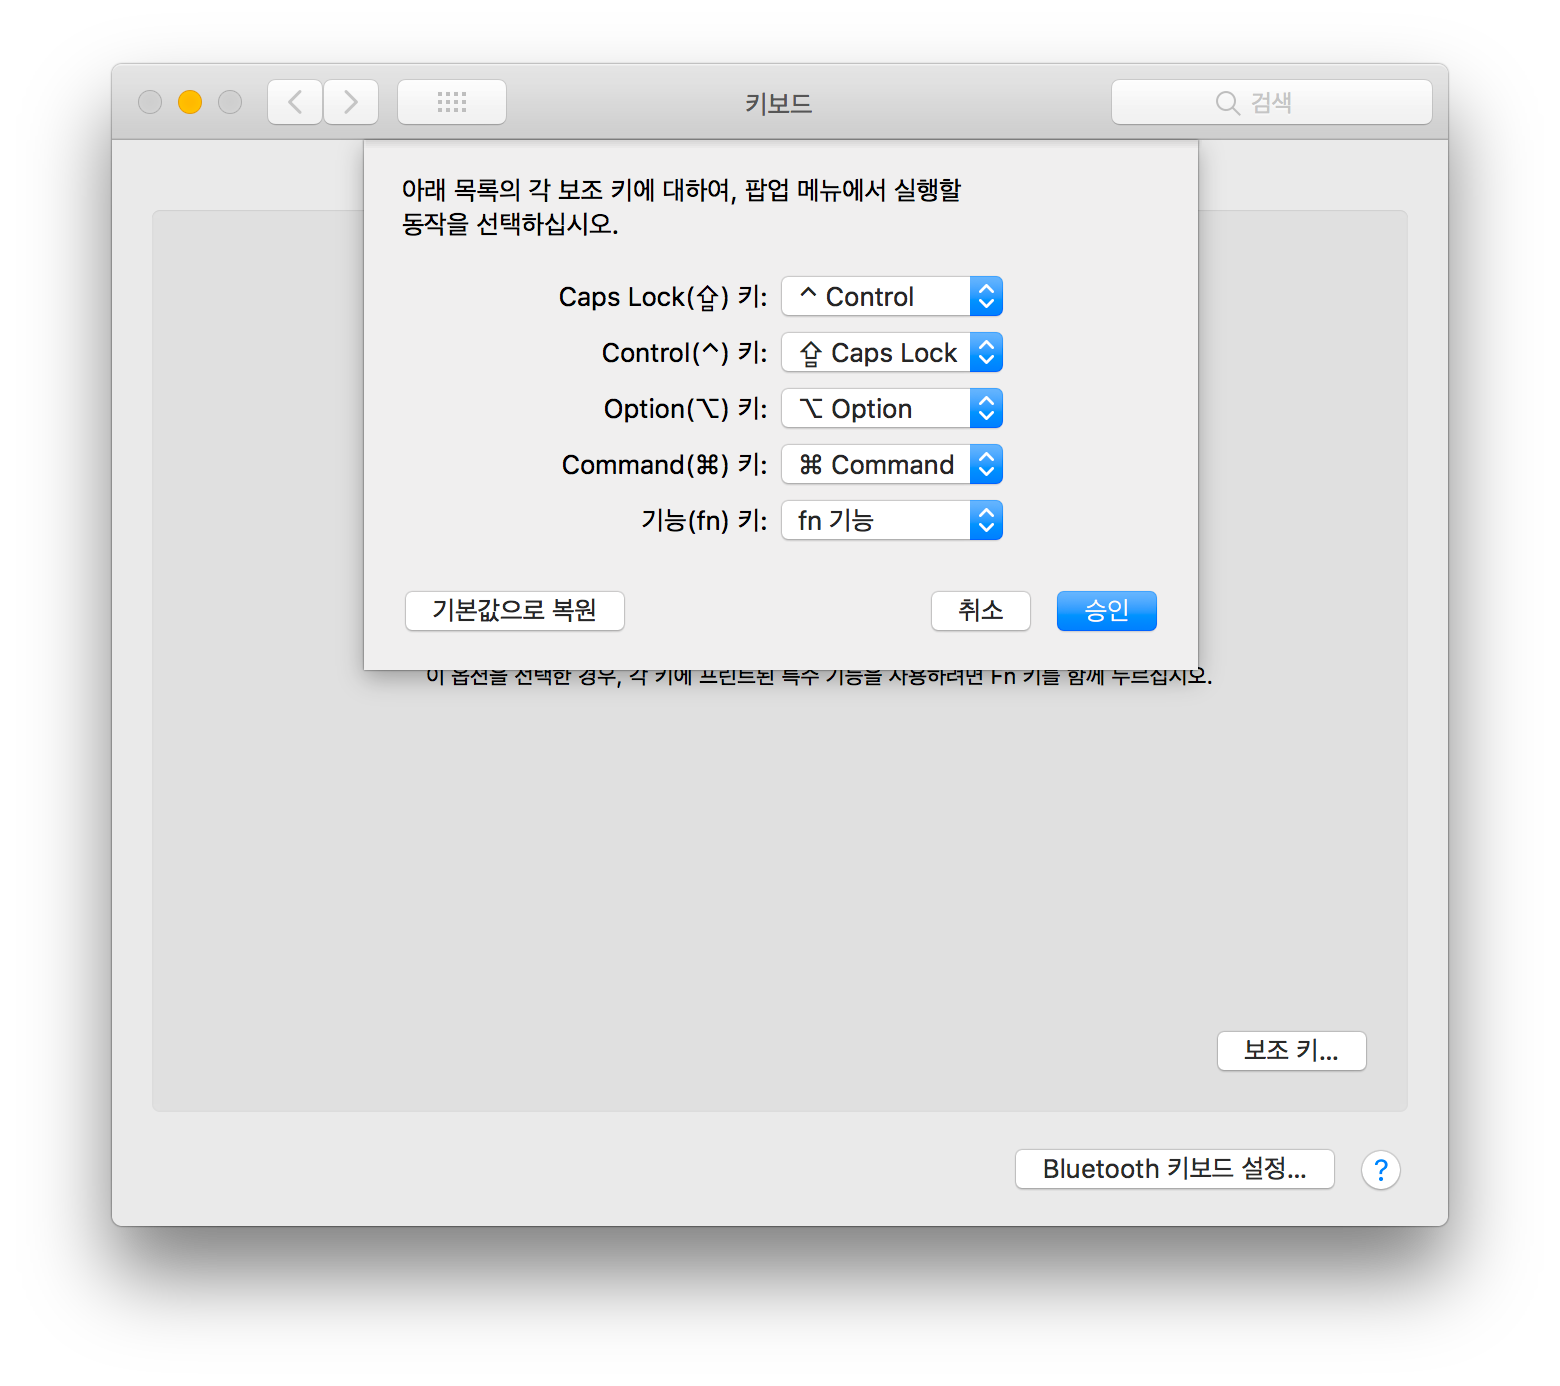 키보드
검색
아래 목록의 각 보조 키에 대하여, 팝업 메뉴에서 실행할
동작을 선택하십시오.
Caps Lock(⇪) 키: ^ Control
Control(^) 키: ⇪ Caps Lock
Option(⌥) 키: ⌥ Option
Command(⌘) 키: ⌘ Command
기능(fn) 키: fn 기능
기본값으로 복원 취소 승인
이 옵션을 선택한 경우, 각 키에 프린트된 특수 기능을 사용하려면 Fn 키를 함께 누르십시오.
보조 키...
Bluetooth 키보드 설정... ?